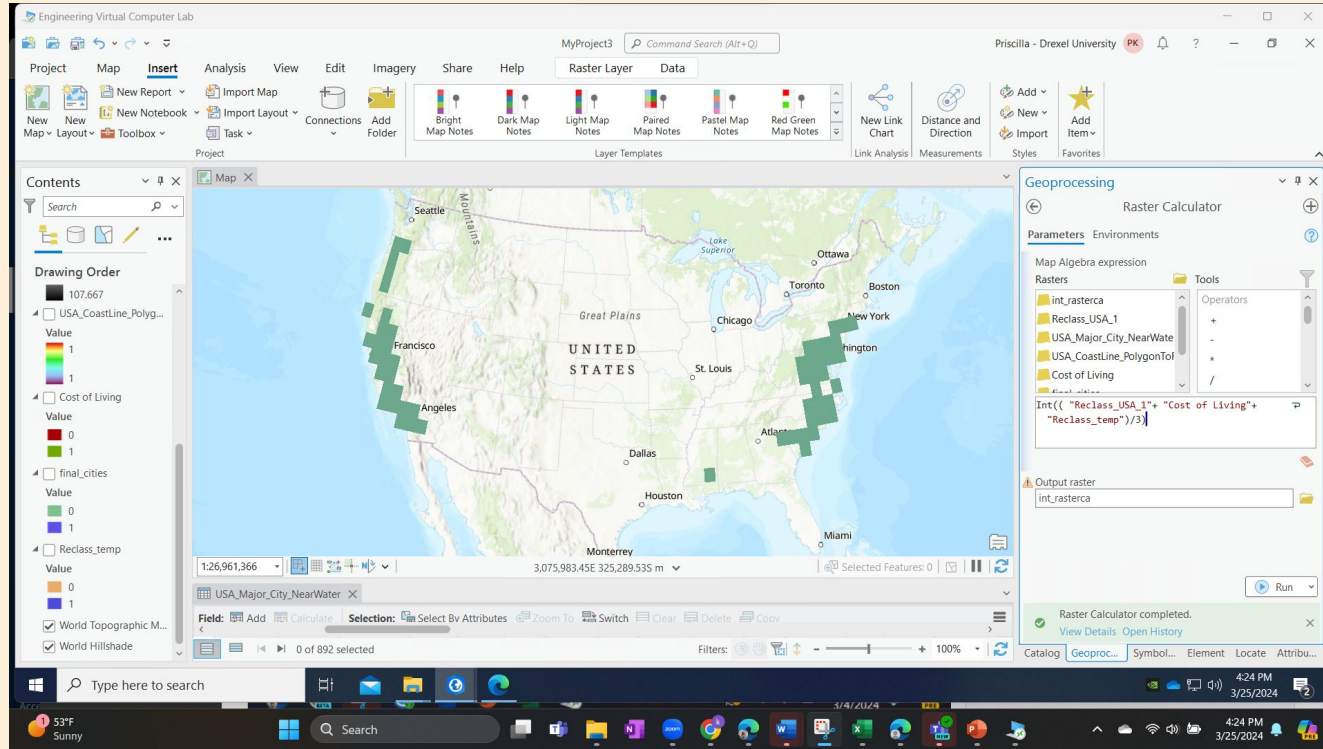 Engineering Virtual Computer Lab
MyProject3
Command Search (Alt+Q)
Priscilla - Drexel University
PK
?
Project Map Insert Analysis View Edit Imagery Share Help Raster Layer Data
New Map
New Layout
New Report
New Notebook
Toolbox
Import Map
Import Layout
Task
Connections
Add Folder
Bright Map Notes
Dark Map Notes
Light Map Notes
Paired Map Notes
Pastel Map Notes
Red Green Map Notes
New Link Chart
Distance and Direction
Add
New
Import
Add Item
Project
Layer Templates
Link Analysis
Measurements
Styles
Favorites
Contents
Search
Drawing Order
107.667
USA_CoastLine_Polyg...
Value
1
1
Cost of Living
Value
0
1
final_cities
Value
0
1
Reclass_temp
Value
0
1
World Topographic M...
World Hillshade
Map
Seattle
Mountains
Lake Superior
Ottawa
Toronto
Boston
Great Plains
Chicago
New York
Francisco
UNITED
STATES
hington
St. Louis
Angeles
Atlanta
Dallas
Houston
Miami
Monterrey
1:26,961,366
3,075,983.45E 325,289.53S m
Selected Features: 0
USA_Major_City_NearWater
Field: Add Calculate Selection: Select By Attributes Zoom To Switch Clear Delete Copy
0 of 892 selected
Filters:
- + 100%
Geoprocessing
Raster Calculator
Parameters Environments
Map Algebra expression
Rasters
Tools
int_rasterca
Reclass_USA_1
USA_Major_City_NearWate
USA_CoastLine_PolygonToR
Cost of Living
Operators
+
-
*
/
Int(( "Reclass_USA_1"+ "Cost of Living"+
"Reclass_temp")/3)
Output raster
int_rasterca
Run
Raster Calculator completed.
View Details Open History
Catalog Geoproc... Symbol... Element Locate Attribu...
Type here to search
4:24 PM
3/25/2024
2
3/4/2024
1
53°F
Sunny
Search
zoom
4:24 PM
3/25/2024